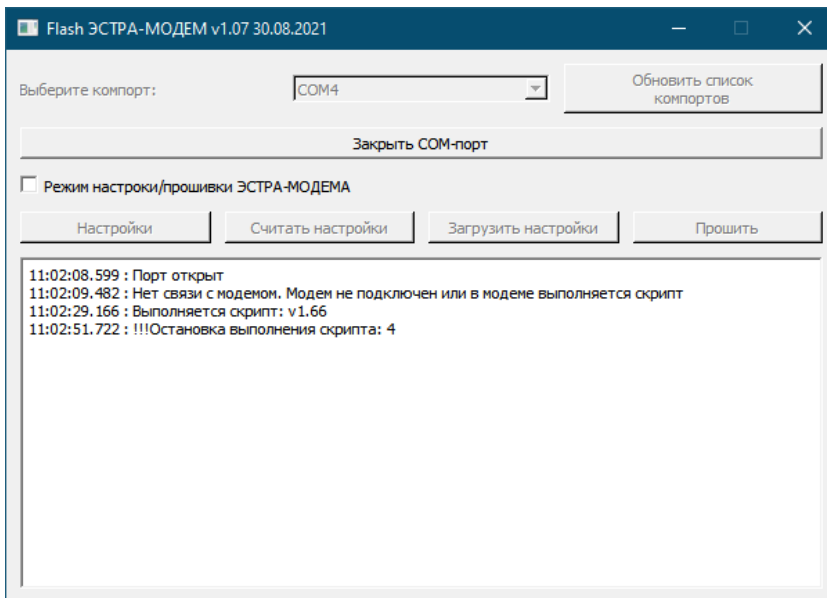 Flash ЭСТРА-МОДЕМ v1.07 30.08.2021
Выберите компорт:
COM4
Обновить список
компортов
Закрыть COM-порт
Режим настроки/прошивки ЭСТРА-МОДЕМА
Настройки
Считать настройки
Загрузить настройки
Прошить
11:02:08.599 : Порт открыт
11:02:09.482 : Нет связи с модемом. Модем не подключен или в модеме выполняется скрипт
11:02:29.166 : Выполняется скрипт: v1.66
11:02:51.722 : !!!Остановка выполнения скрипта: 4